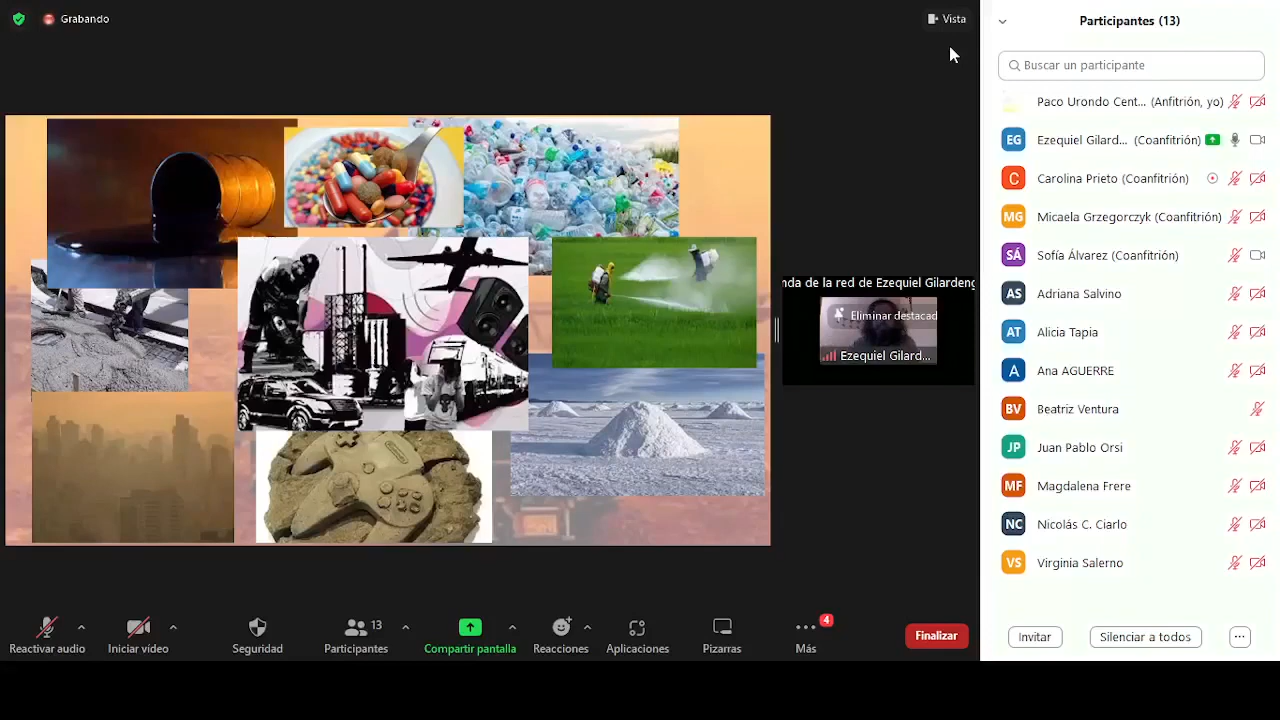 Grabando
Vista
Participantes (13)
Buscar un participante
Paco Urondo Cent... (Anfitrión, yo)
EG Ezequiel Gilard... (Coanfitrión)
C Carolina Prieto (Coanfitrión)
MG Micaela Grzegorczyk (Coanfitrión)
SÁ Sofía Álvarez (Coanfitrión)
AS Adriana Salvino
AT Alicia Tapia
A Ana AGUERRE
BV Beatriz Ventura
JP Juan Pablo Orsi
MF Magdalena Frere
NC Nicolás C. Ciarlo
VS Virginia Salerno
nda de la red de Ezequiel Gilardeng
Eliminar destacad
Ezequiel Gilard...
Reactivar audio
Iniciar vídeo
Seguridad
13
Participantes
Compartir pantalla
Reacciones
Aplicaciones
Pizarras
4
Más
Finalizar
Invitar
Silenciar a todos
...